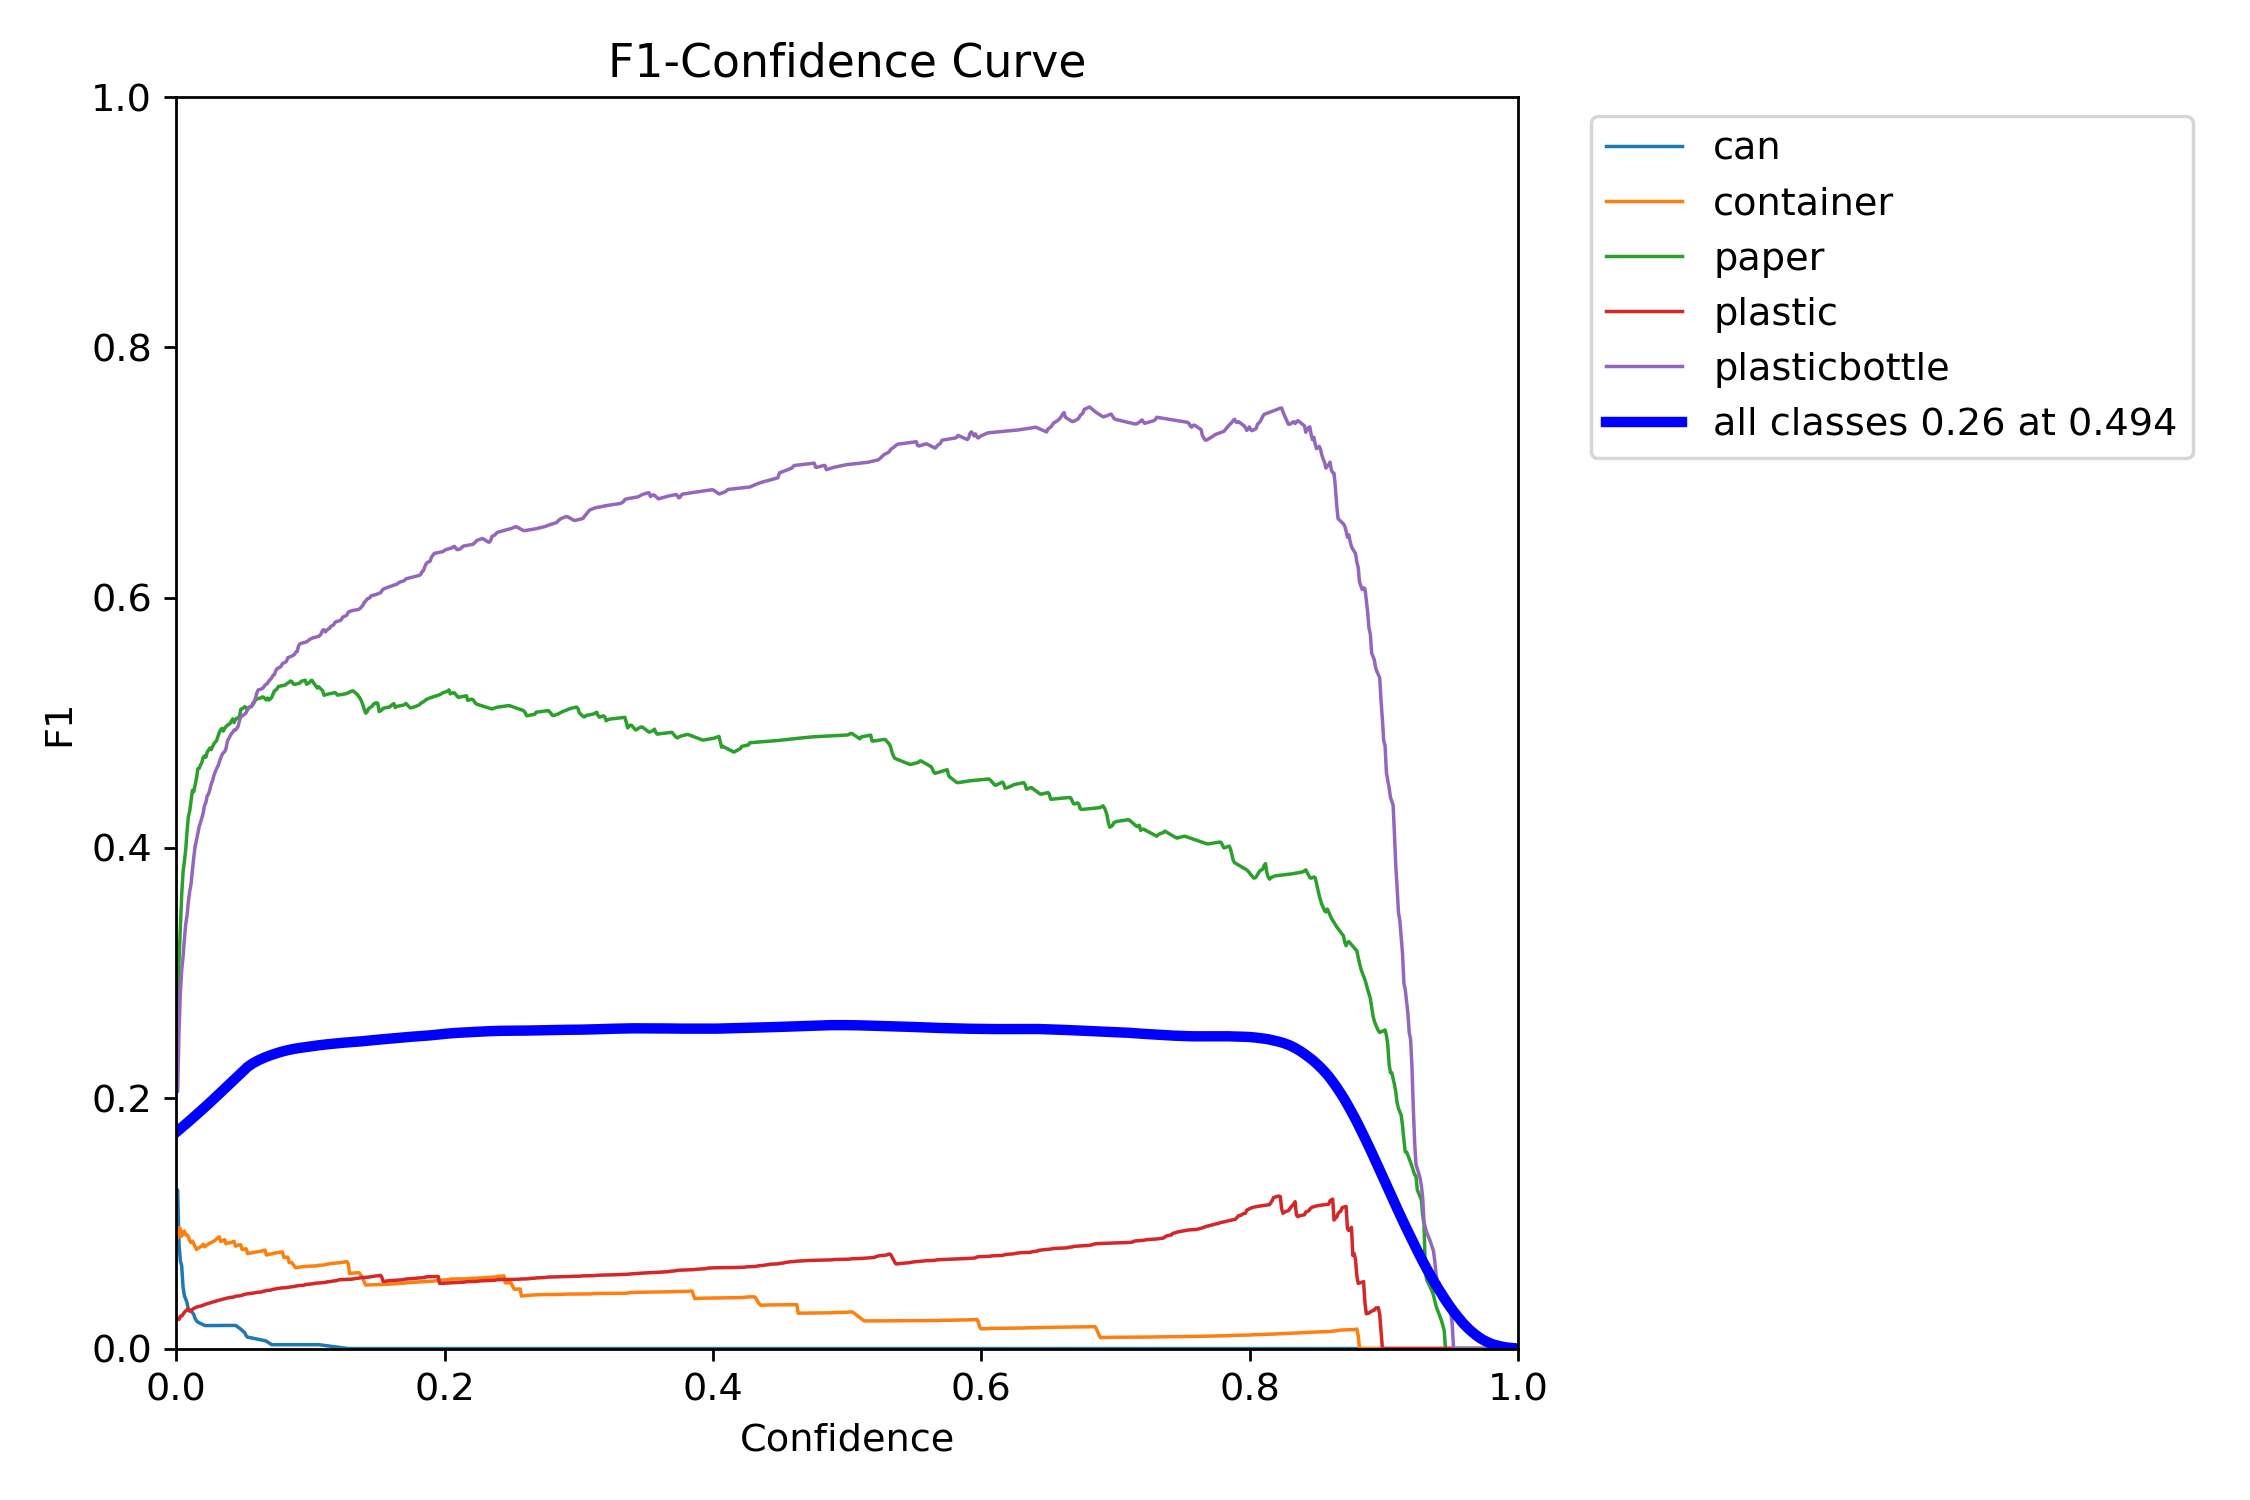 F1-Confidence Curve
1.0
0.8
0.6
0.4
0.2
0.0
F1
0.0 0.2 0.4 0.6 0.8 1.0
Confidence
can
container
paper
plastic
plasticbottle
all classes 0.26 at 0.494